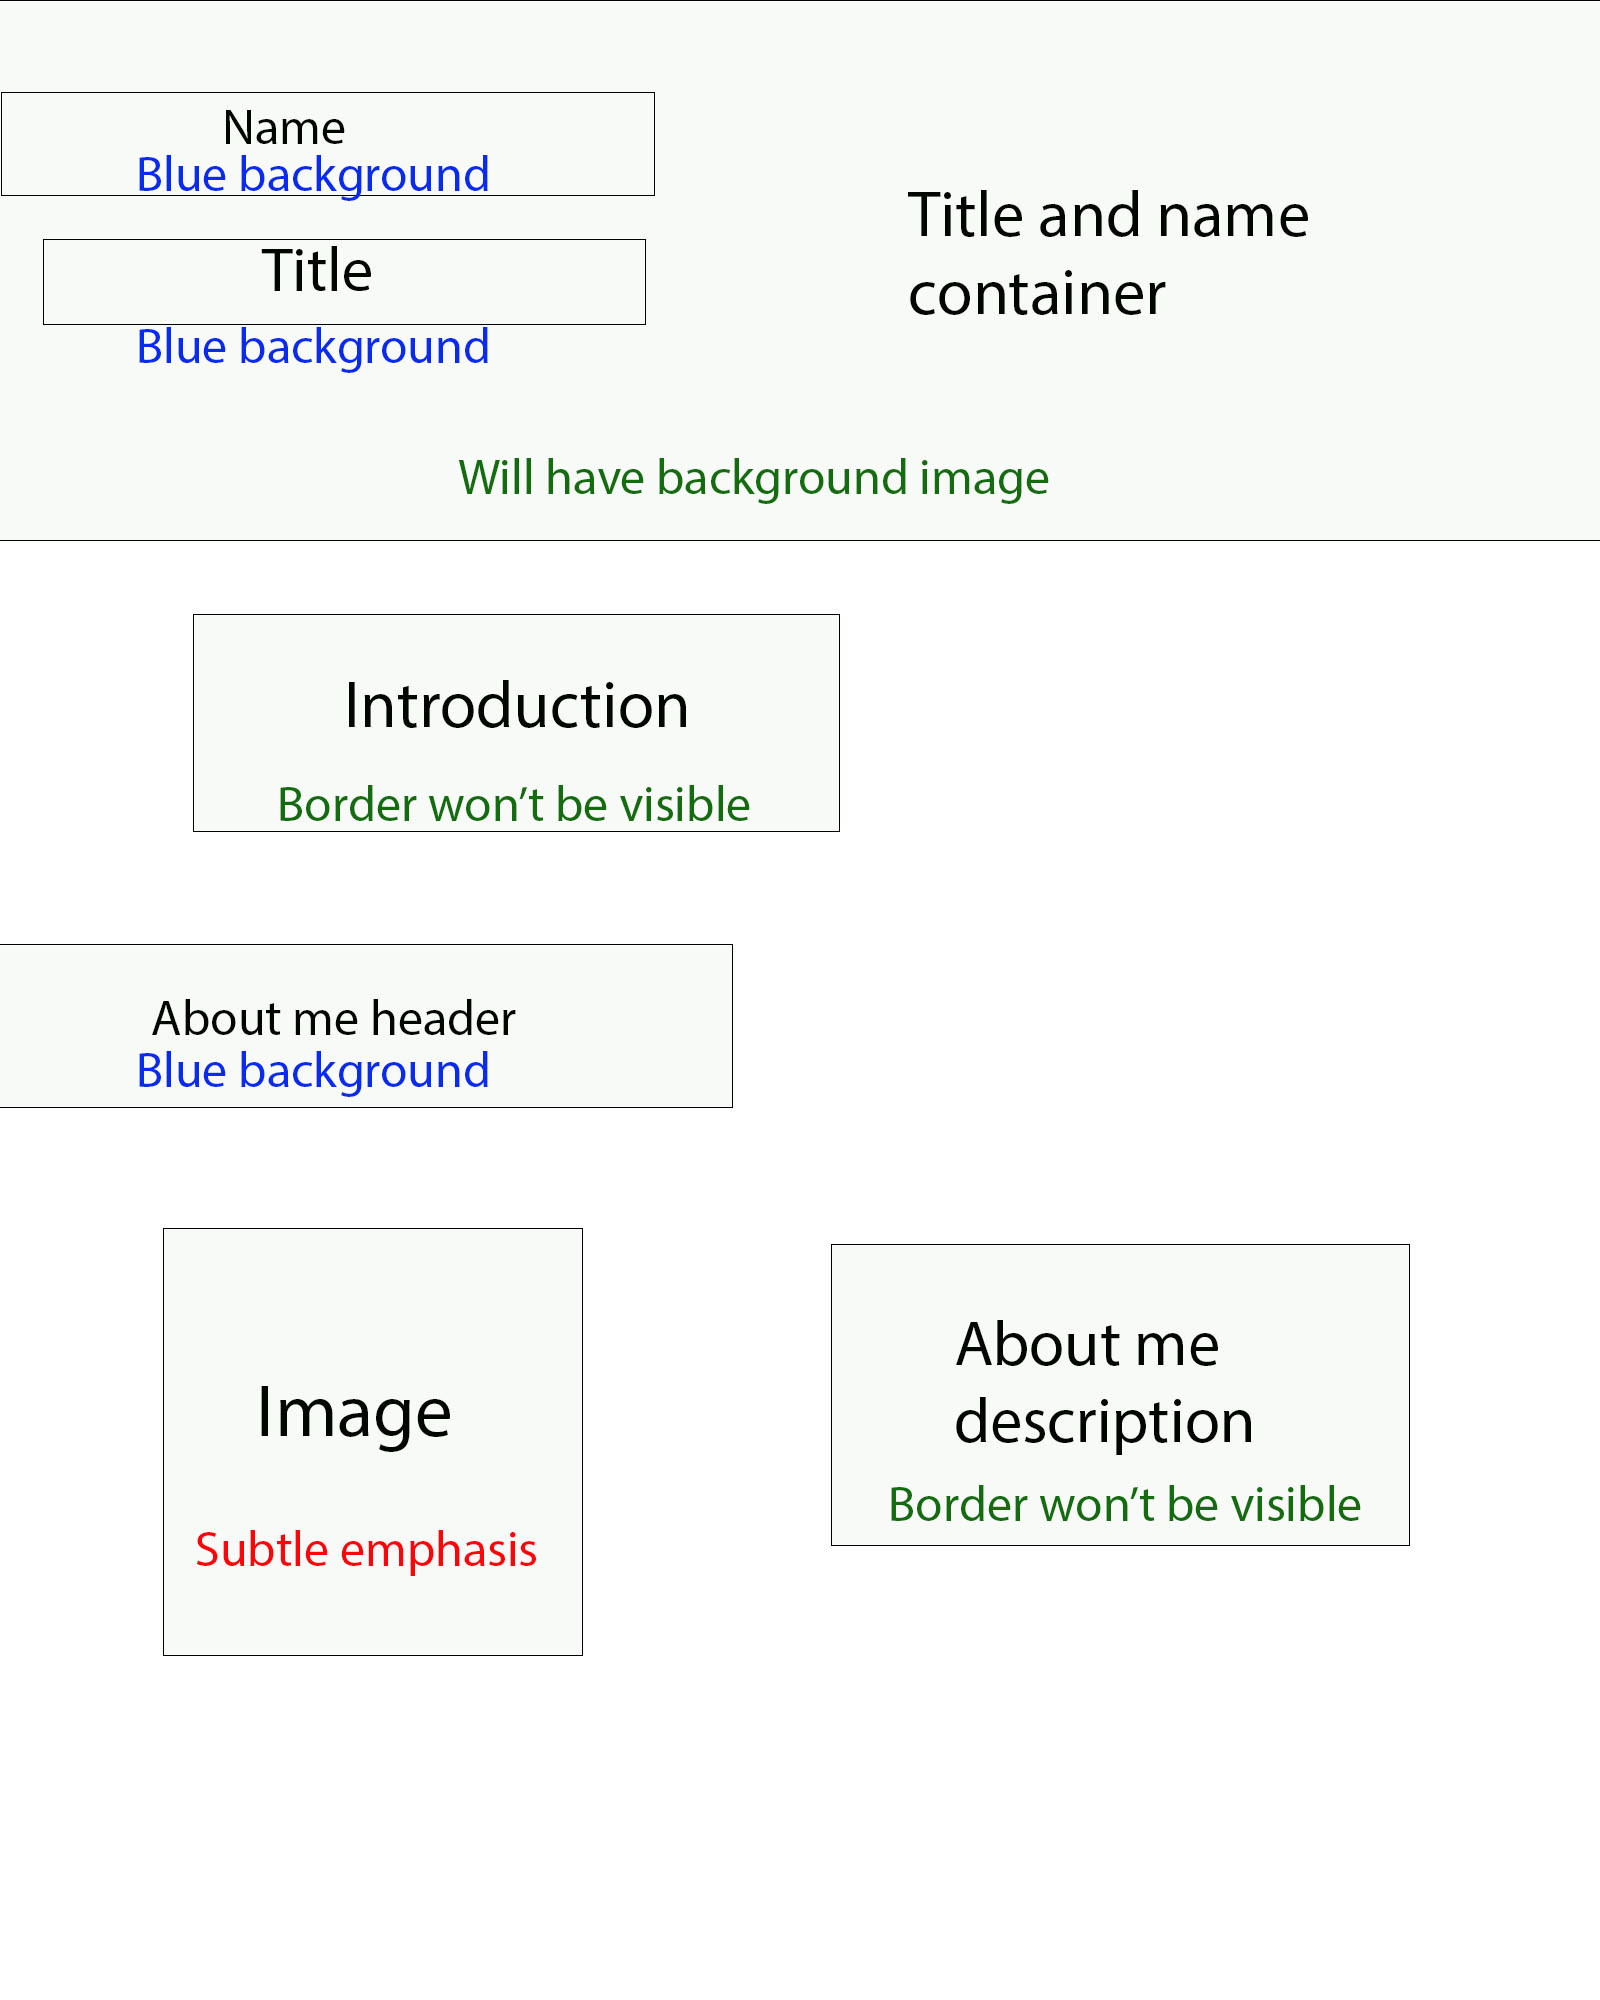 Name
Blue background
Title
Blue background
Title and name
container
Will have background image
Introduction
Border won’t be visible
About me header
Blue background
Image
Subtle emphasis
About me
description
Border won’t be visible